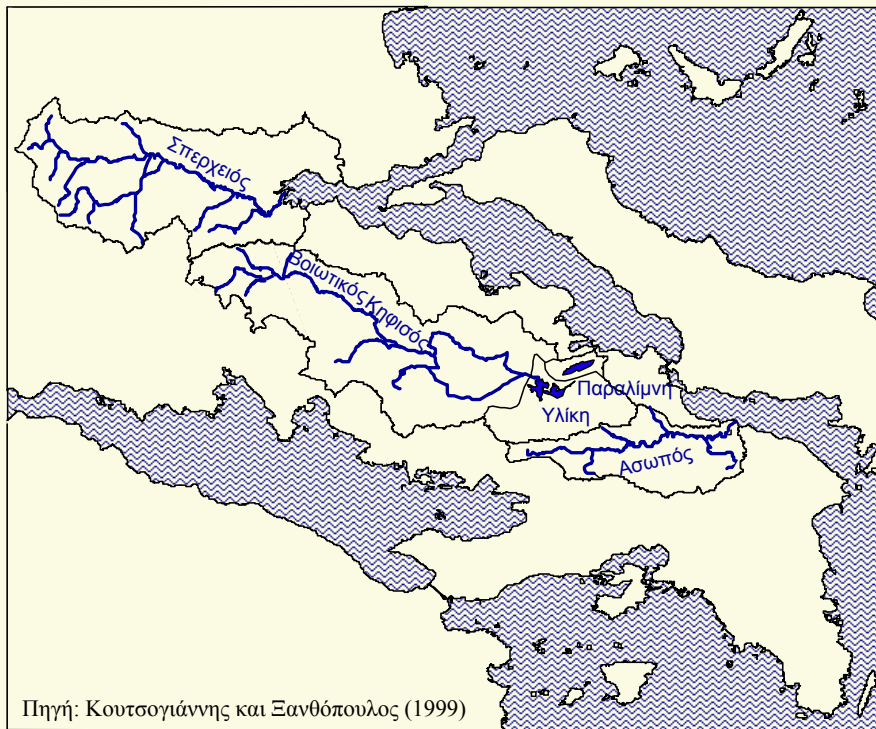 Σπερχειός
Βοιωτικός Κηφισός
Παραλίμνη
Υλίκη
Ασωπός
Πηγή: Κουτσογιάννης και Ξανθόπουλος (1999)